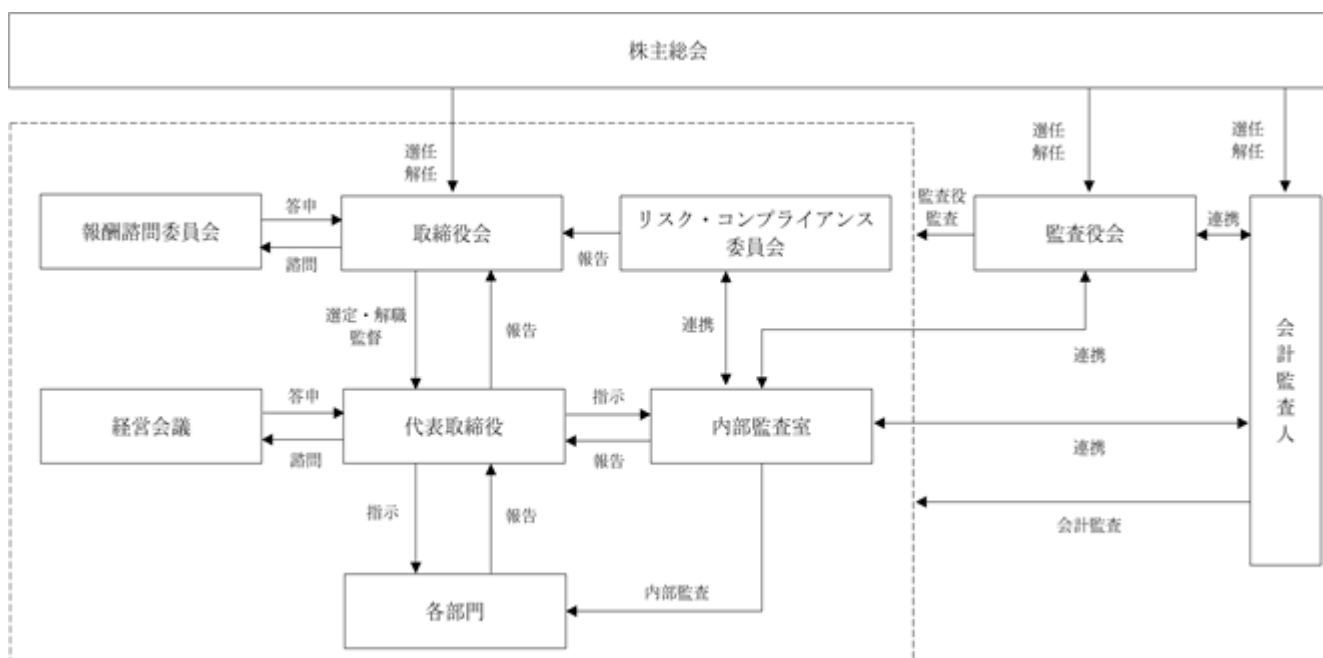 株主総会
選任
解任
選任
解任
選任
解任
報酬諮問委員会
答申
諮問
取締役会
報告
リスク・コンプライアンス
委員会
監査役
監査
監査役会
連携
会計監査人
選定・解職
監督
報告
連携
連携
経営会議
答申
諮問
代表取締役
指示
報告
内部監査室
連携
指示
報告
会計監査
各部門
内部監査